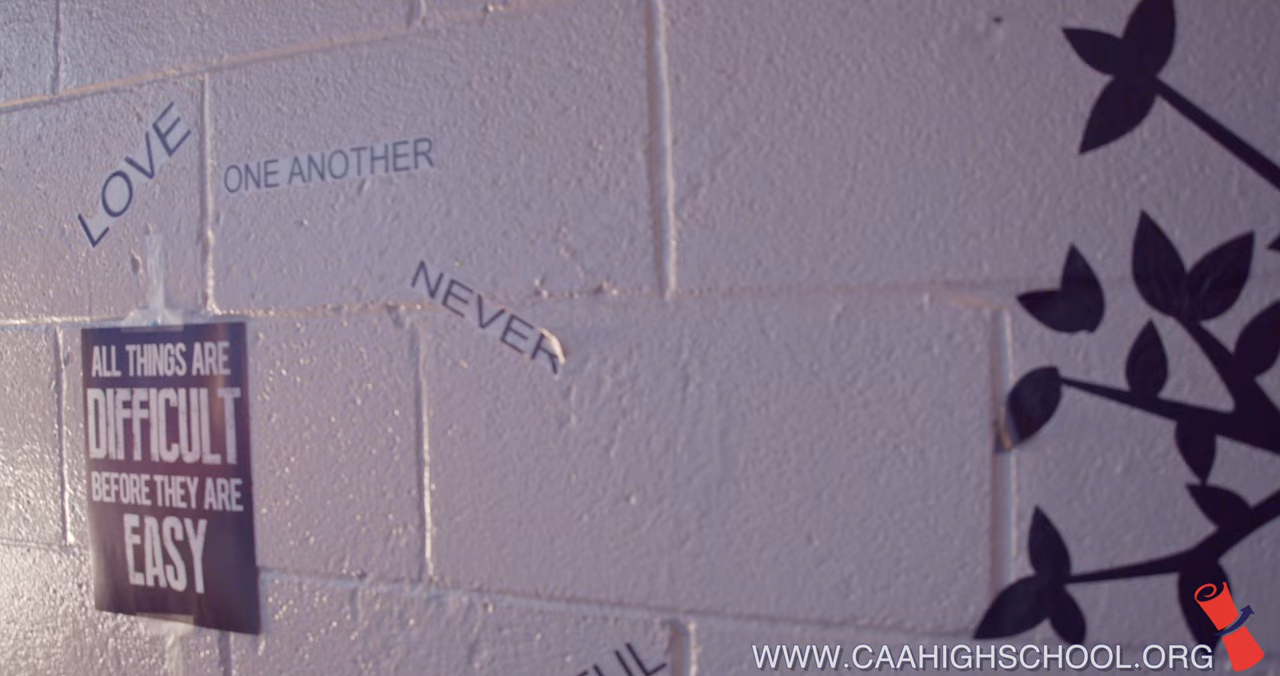 LOVE
ONE ANOTHER
NEVER
ALL THINGS ARE
DIFFICULT
BEFORE THEY ARE
EASY
WWW.CAAHIGHSCHOOL.ORG